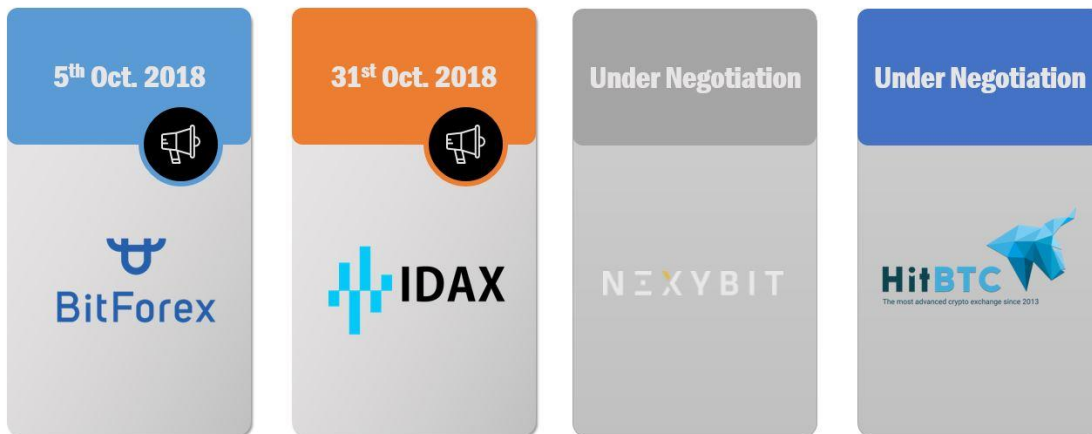 5th Oct. 2018
31st Oct. 2018
Under Negotiation
Under Negotiation
BitForex
IDAX
NEXYBIT
HitBTC
The most advanced crypto exchange since 2013